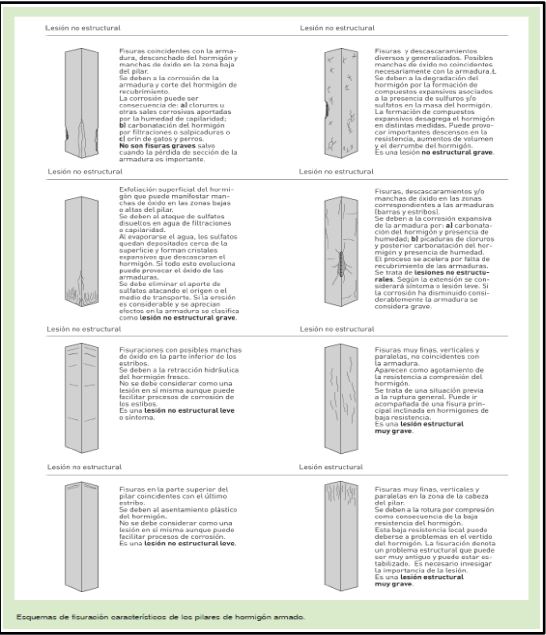 Lesión no estructural
Fisuras coincidentes con la arma-
dura, desconchado del hormigón y
manchas de óxido en la zona baja
del pilar.
Se deben a la corrosión de la
armadura y corte del hormigón de
recubrimiento.
La corrosión puede ser
consecuencia de: a) cloruros u
otras sales corrosivas aportadas
por la humedad de capilaridad;
b) carbonatación del hormigón
por filtraciones o salpicaduras o
el orín de gatos y perros.
No son fisuras graves salvo
cuando la pérdida de sección de la
armadura es importante.
Lesión no estructural
Exfoliación superficial del hormi-
gón que puede manifestar man-
chas de óxido en las zonas bajas
o altas del pilar.
Se deben al ataque de sulfatos
disueltos en agua de filtraciones
o capilaridad.
Al evaporarse el agua, los sulfatos
quedan depositados cerca de la
superficie y forman cristales
expansivos que descascaran el
hormigón. Si todo esto evoluciona
puede provocar el óxido de las
armaduras.
Se debe eliminar el aporte de
sulfatos atacando el origen o el
medio de transporte. Si la erosión
es considerable y se aprecian
efectos en la armadura se clasifica
como lesión no estructural grave.
Lesión no estructural
Fisuraciones con posibles manchas
de óxido en la parte inferior de los
estribos.
Se deben a la retracción hidráulica
del hormigón fresco.
No se debe considerar como una
lesión en sí misma aunque puede
facilitar procesos de corrosión de
los estibos.
Es una lesión no estructural leve
o síntoma.
Lesión no estructural
Fisuras en la parte superior del
pilar coincidentes con el último
estribo.
Se deben al asentamiento plástico
del hormigón.
No se debe considerar como una
lesión en sí misma aunque puede
facilitar procesos de corrosión.
Es una lesión no estructural leve.
Lesión no estructural
Fisuras y descascaramientos
diversos y generalizados. Posibles
manchas de óxido no coincidentes
necesariamente con la armadura.Ł
Se deben a la degradación del
hormigón por la formación de
compuestos expansivos asociados
a la presencia de sulfuros y/o
sulfatos en la masa del hormigón.
La formación de compuestos
expansivos desagrega el hormigón
en distintas medidas. Puede provo-
car importantes descensos en la
resistencia, aumentos de volumen
y el derrumbe del hormigón.
Es una lesión no estructural grave.
Lesión no estructural
Fisuras, descascaramientos y/o
manchas de óxido en las zonas
correspondientes a las armaduras
(barras y estribos).
Se deben a la corrosión expansiva
de la armadura por: a) carbonata-
ción del hormigón y presencia de
humedad; b) picaduras de cloruros
y posterior carbonatación del hor-
migón y presencia de humedad.
El proceso se acelera por falta de
recubrimiento de las armaduras.
Se trata de lesiones no estructu-
rales. Según la extensión se con-
siderará síntoma o lesión leve. Si
la corrosión ha disminuido consi-
derablemente la armadura se
considera grave.
Lesión no estructural
Fisuras muy finas, verticales y
paralelas, no coincidentes con
la armadura.
Aparecen como agotamiento de
la resistencia a compresión del
hormigón.
Se trata de una situación previa
a la ruptura general. Puede ir
acompañada de una fisura prin-
cipal inclinada en hormigones de
baja resistencia.
Es una lesión estructural
muy grave.
Lesión estructural
Fisuras muy finas, verticales y
paralelas en la zona de la cabeza
del pilar.
Se deben a la rotura por compresión
como consecuencia de la baja
resistencia del hormigón.
Esta baja resistencia local puede
deberse a problemas en el vertido
del hormigón. La fisuración denota
un problema estructural que puede
ser muy antiguo y puede estar es-
tabilizado. Es necesario invesigar
la importancia de la lesión.
Es una lesión estructural
muy grave.
Esquemas de fisuración característicos de los pilares de hormigón armado.